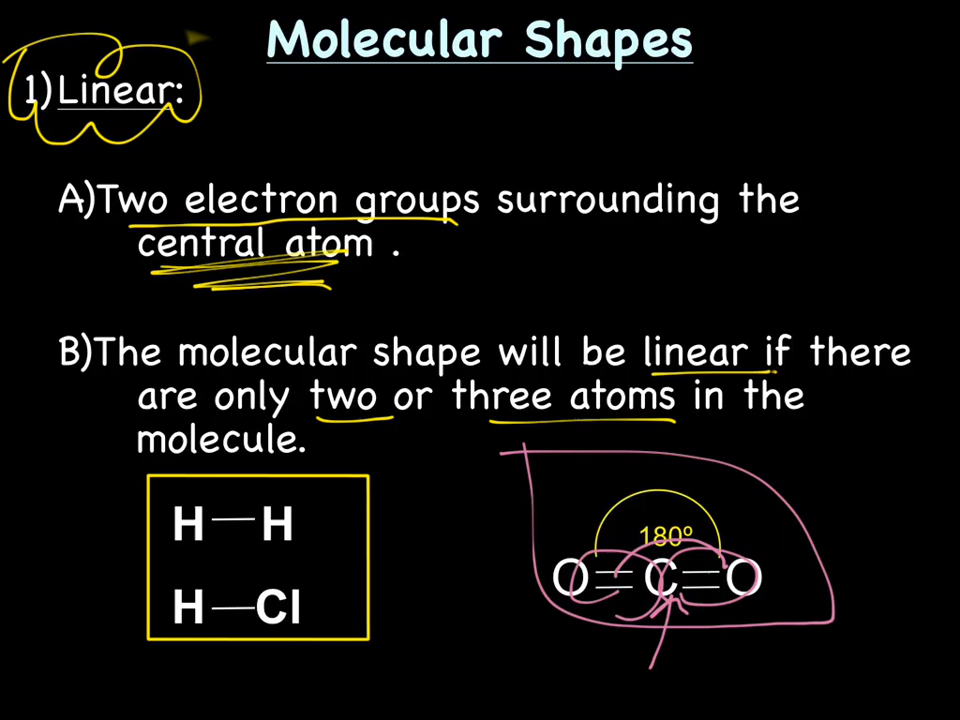 Molecular Shapes
1) Linear:
A)Two electron groups surrounding the
central atom .
B)The molecular shape will be linear if there
are only two or three atoms in the
molecule.
H—H
H—Cl
180º
O=C=O